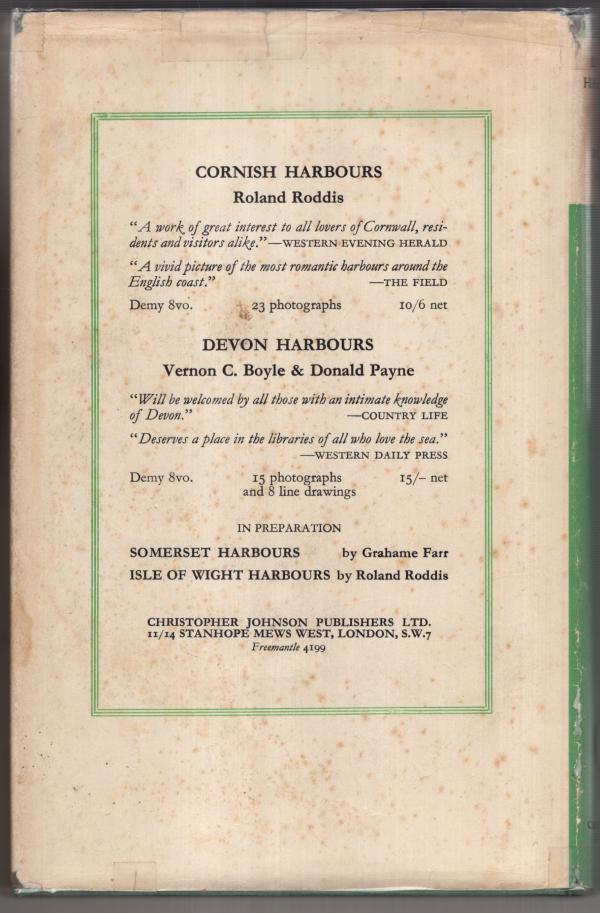 CORNISH HARBOURS
Roland Roddis
“A work of great interest to all lovers of Cornwall, resi-
dents and visitors alike.”—WESTERN EVENING HERALD
“A vivid picture of the most romantic harbours around the
English coast.” —THE FIELD
Demy 8vo. 23 photographs 10/6 net
DEVON HARBOURS
Vernon C. Boyle & Donald Payne
“Will be welcomed by all those with an intimate knowledge
of Devon.” —COUNTRY LIFE
“Deserves a place in the libraries of all who love the sea.”
—WESTERN DAILY PRESS
Demy 8vo. 15 photographs 15/– net
and 8 line drawings
IN PREPARATION
SOMERSET HARBOURS by Grahame Farr
ISLE OF WIGHT HARBOURS by Roland Roddis
CHRISTOPHER JOHNSON PUBLISHERS LTD.
11/14 STANHOPE MEWS WEST, LONDON, S.W.7
Freemantle 4199